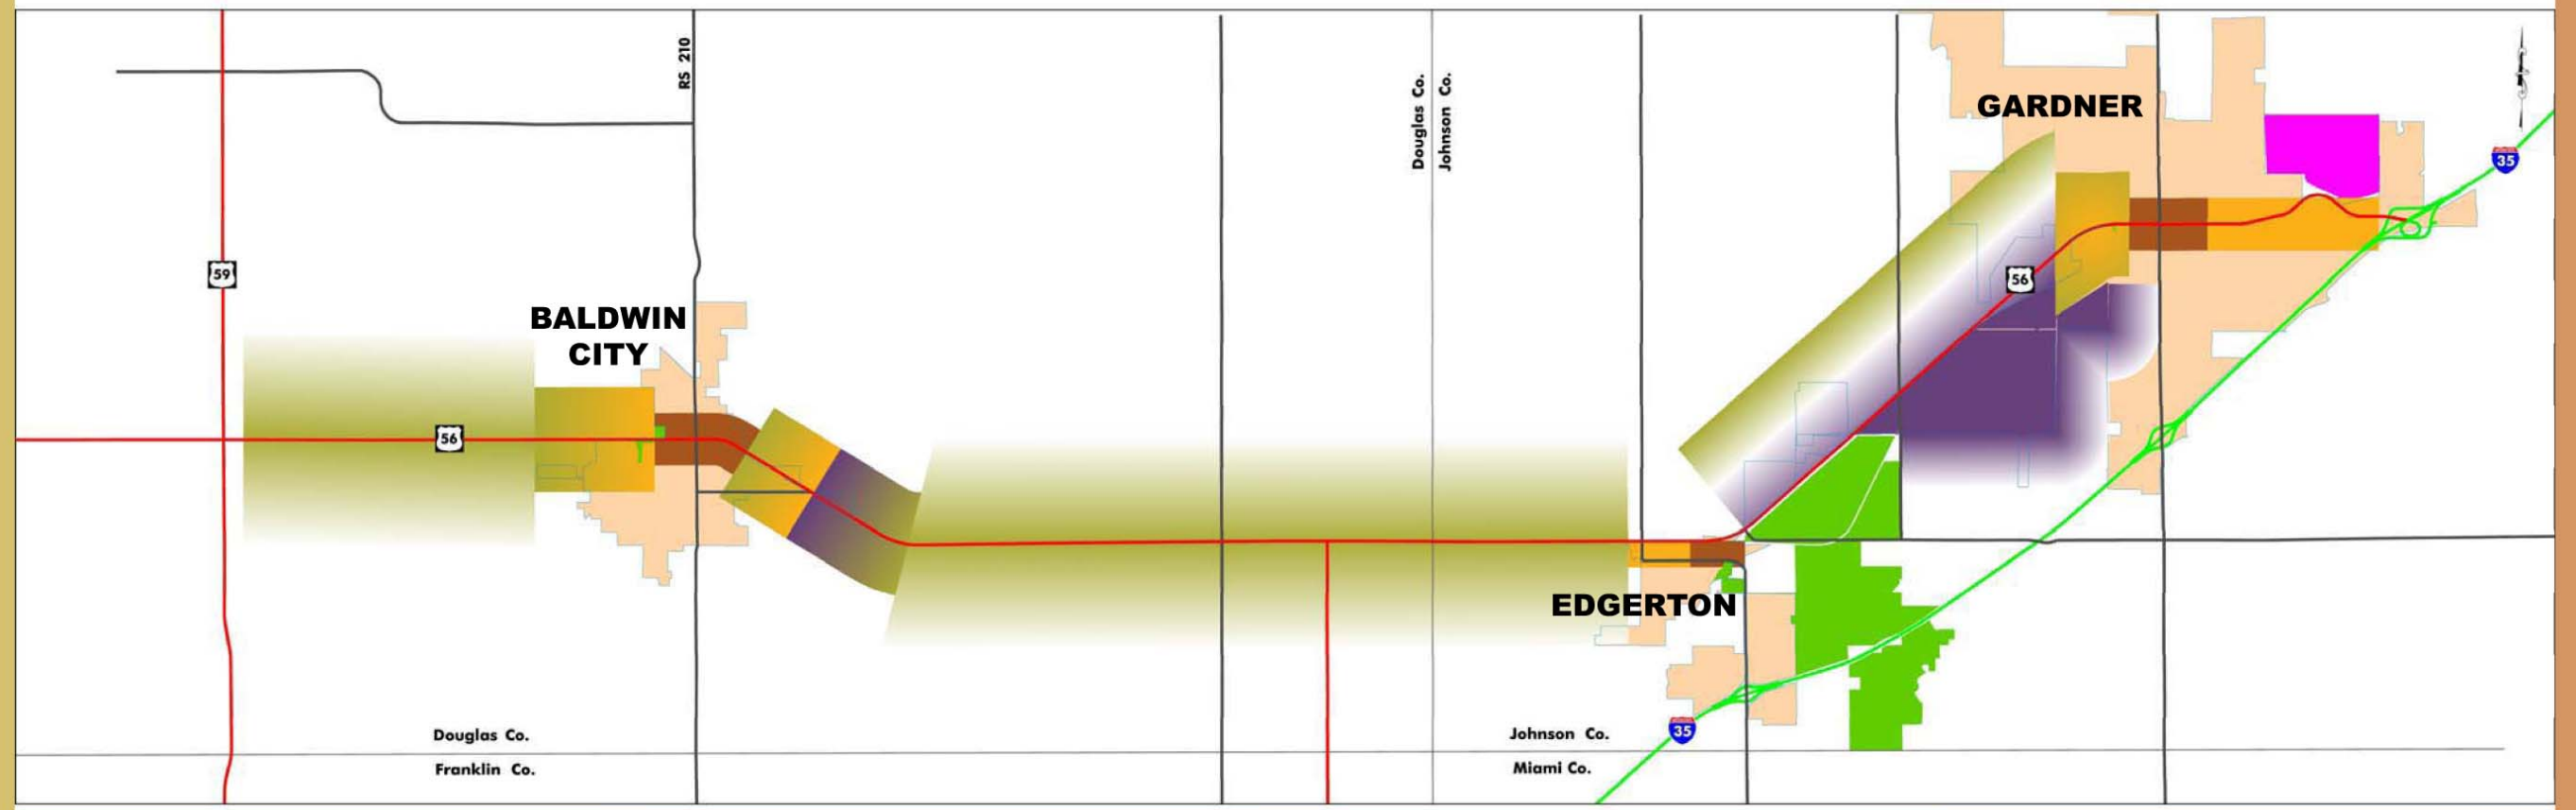 RS 210
Douglas Co.
Johnson Co.
GARDNER
35
59
56
BALDWIN
CITY
56
EDGERTON
35
Douglas Co.
Franklin Co.
Johnson Co.
Miami Co.